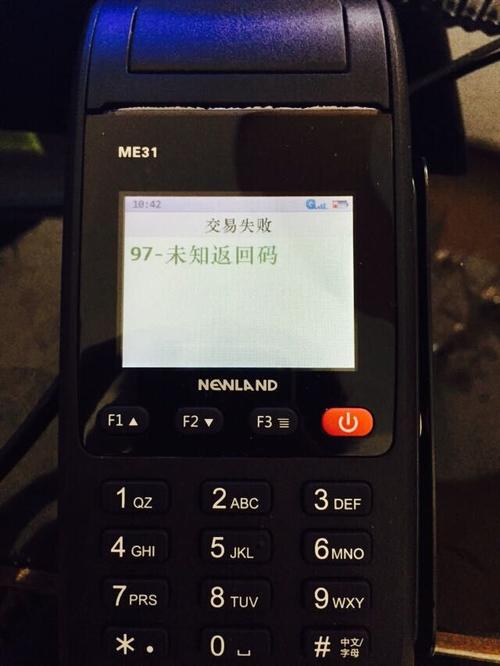 ME31
10:42 G
交易失败
97-未知返回码
NEWLAND
F1▲ F2▼ F3☰
1 QZ 2 ABC 3 DEF
4 GHI 5 JKL 6 MNO
7 PRS 8 TUV 9 WXY
* . 0 ␣ # 中文/
字母